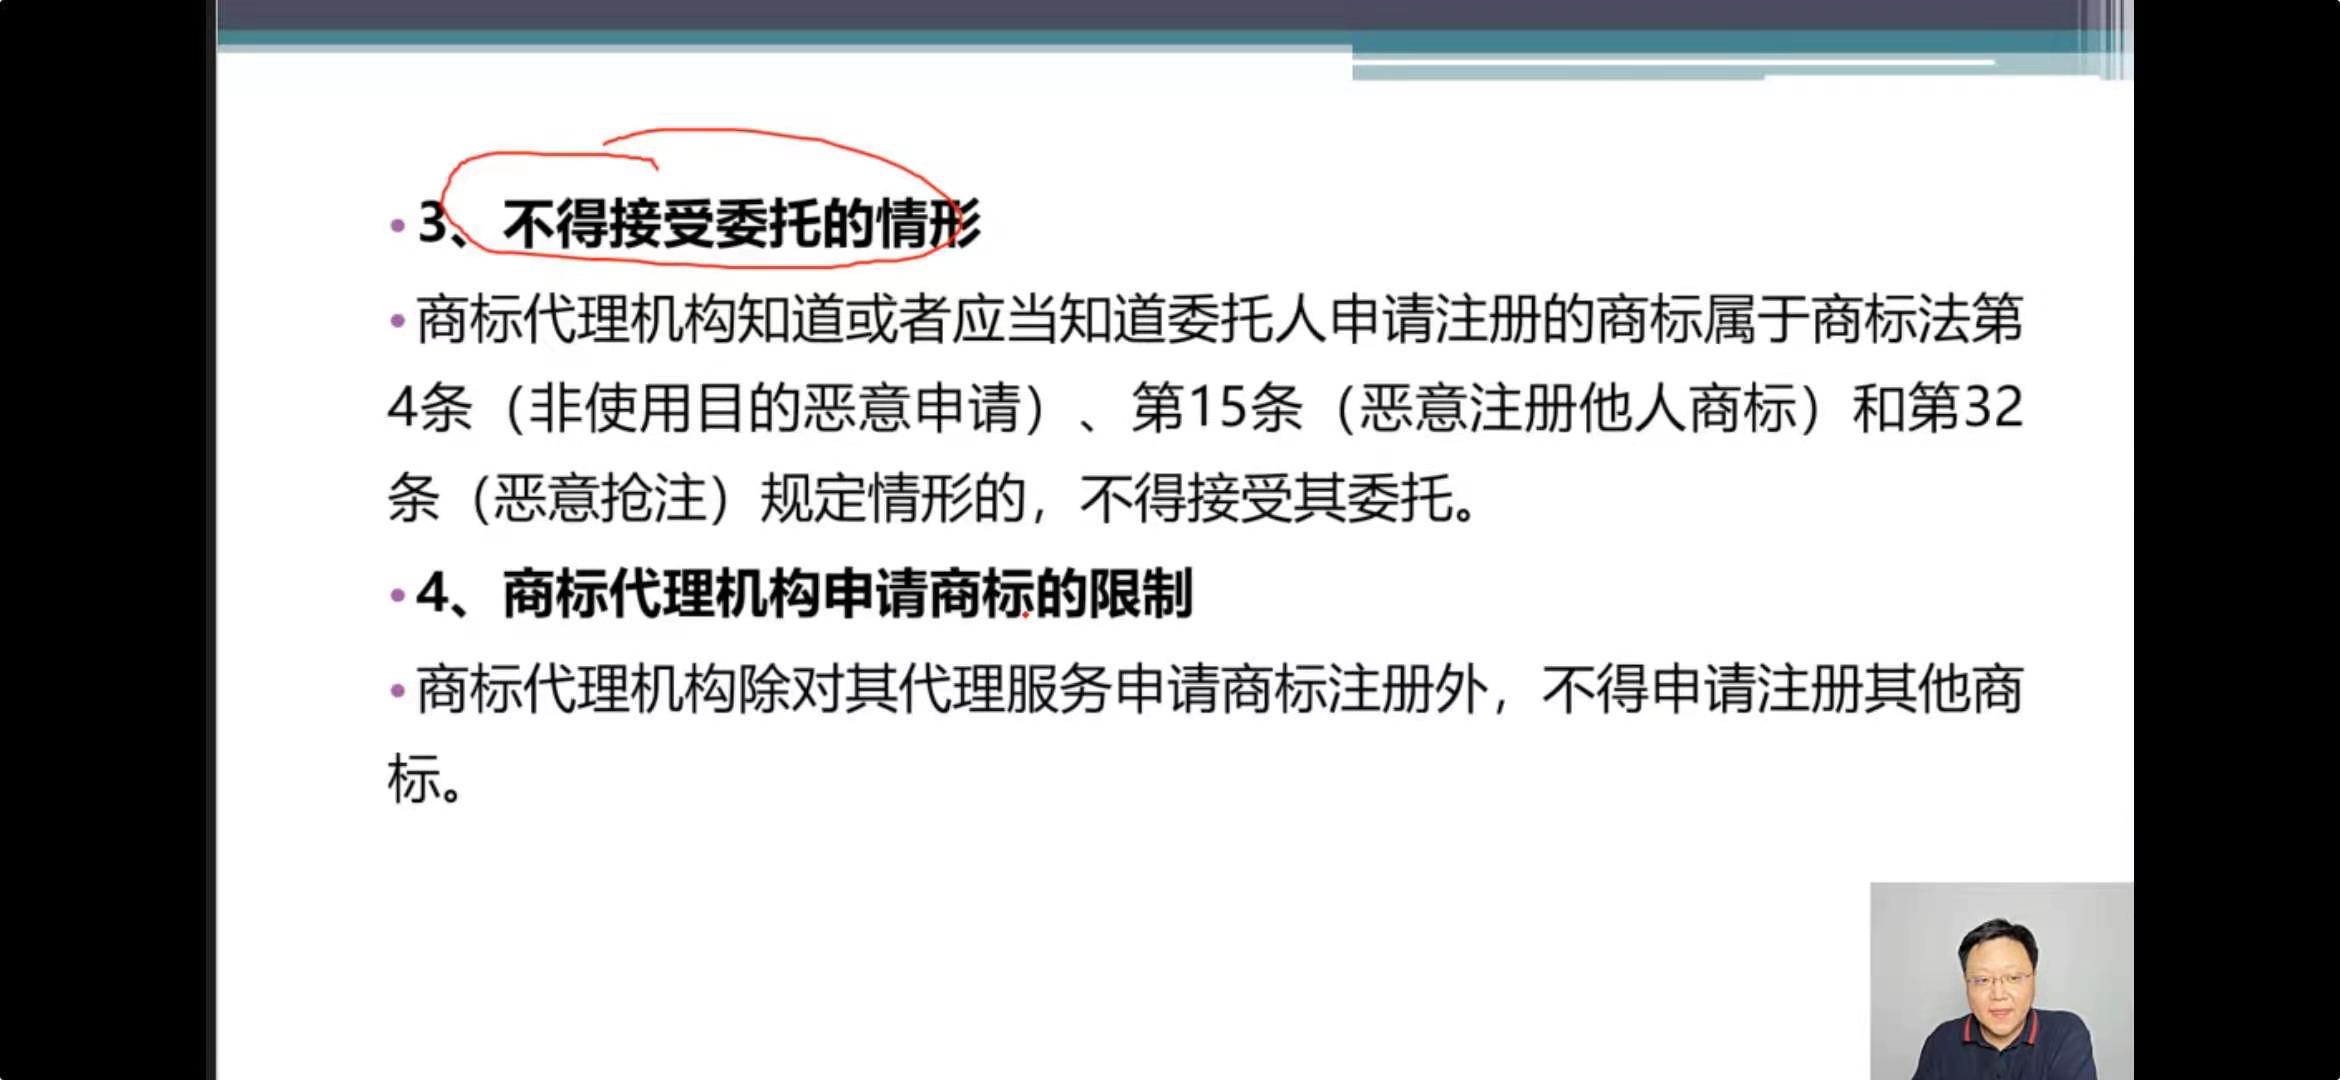 3、不得接受委托的情形
商标代理机构知道或者应当知道委托人申请注册的商标属于商标法第
4条（非使用目的恶意申请）、第15条（恶意注册他人商标）和第32
条（恶意抢注）规定情形的，不得接受其委托。
4、商标代理机构申请商标的限制
商标代理机构除对其代理服务申请商标注册外，不得申请注册其他商
标。